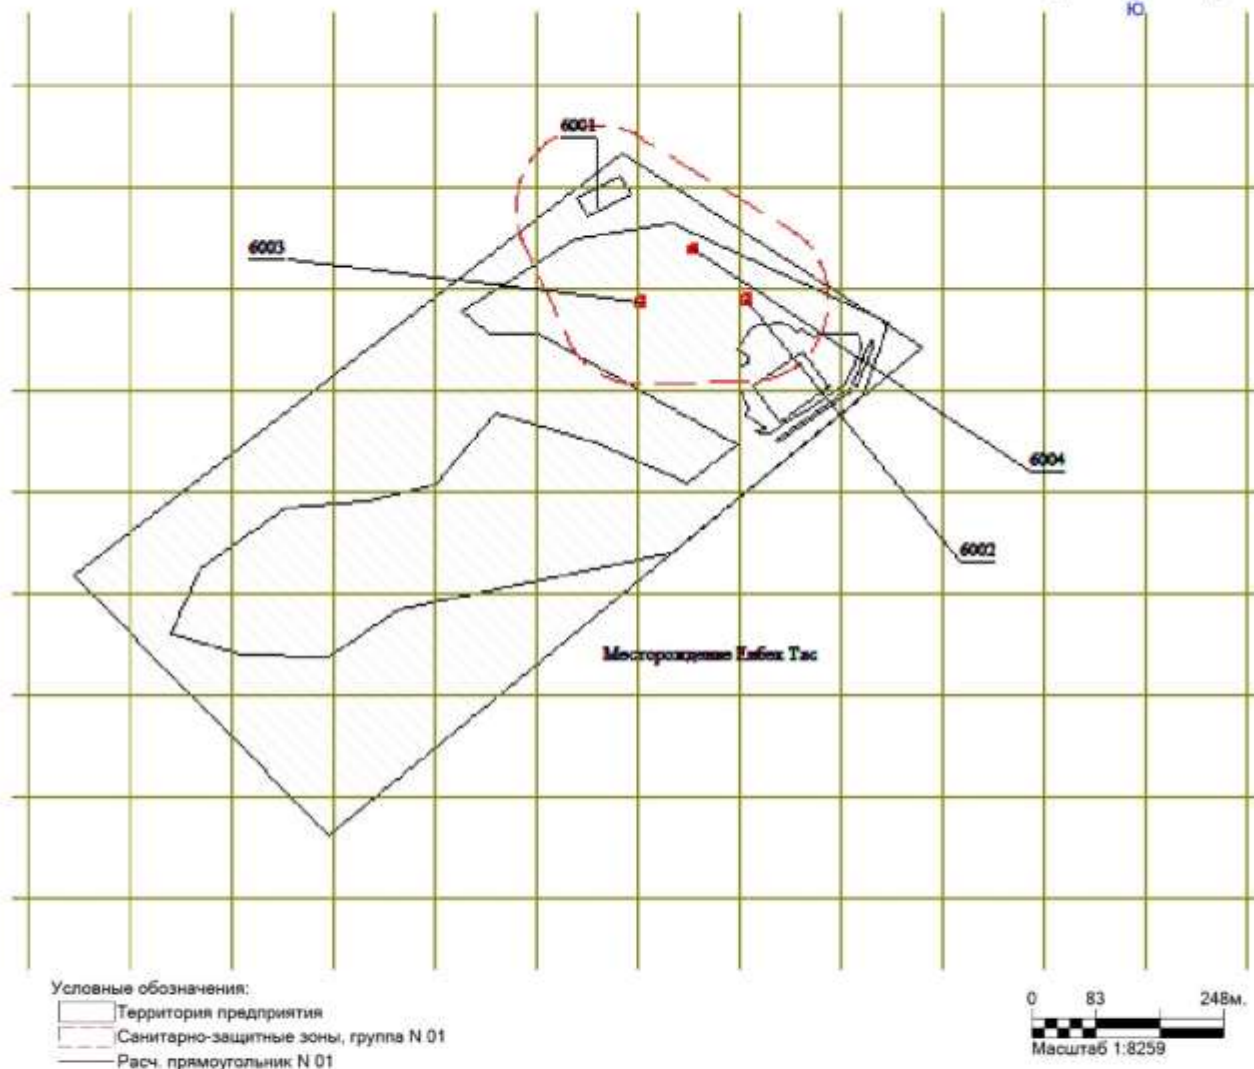 Ю
6001
6003
6004
6002
Месторождение Енбек Тас
Условные обозначения:
Территория предприятия
Санитарно-защитные зоны, группа N 01
Расч. прямоугольник N 01
0 83 248м.
Масштаб 1:8259